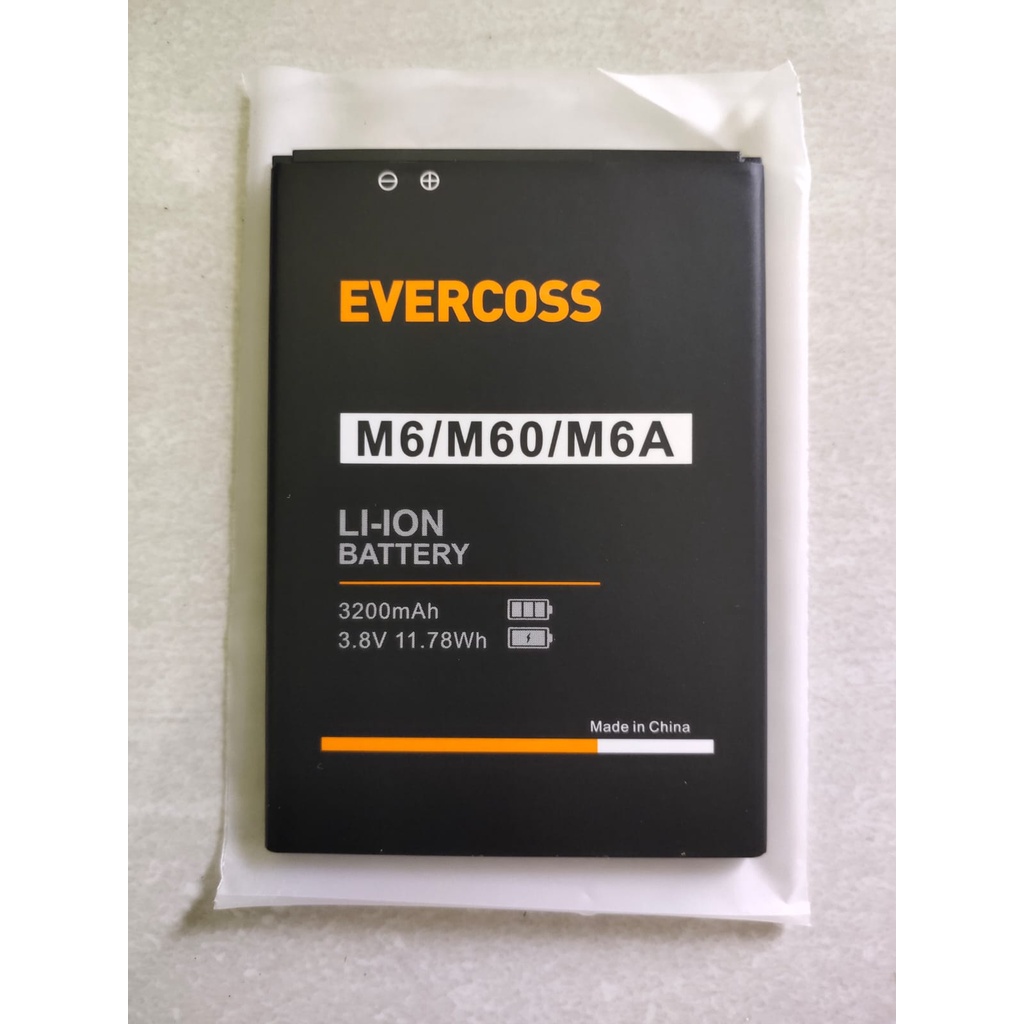 ⊖ ⊕
EVERCOSS
M6/M60/M6A
LI-ION
BATTERY
3200mAh
3.8V 11.78Wh
Made in China